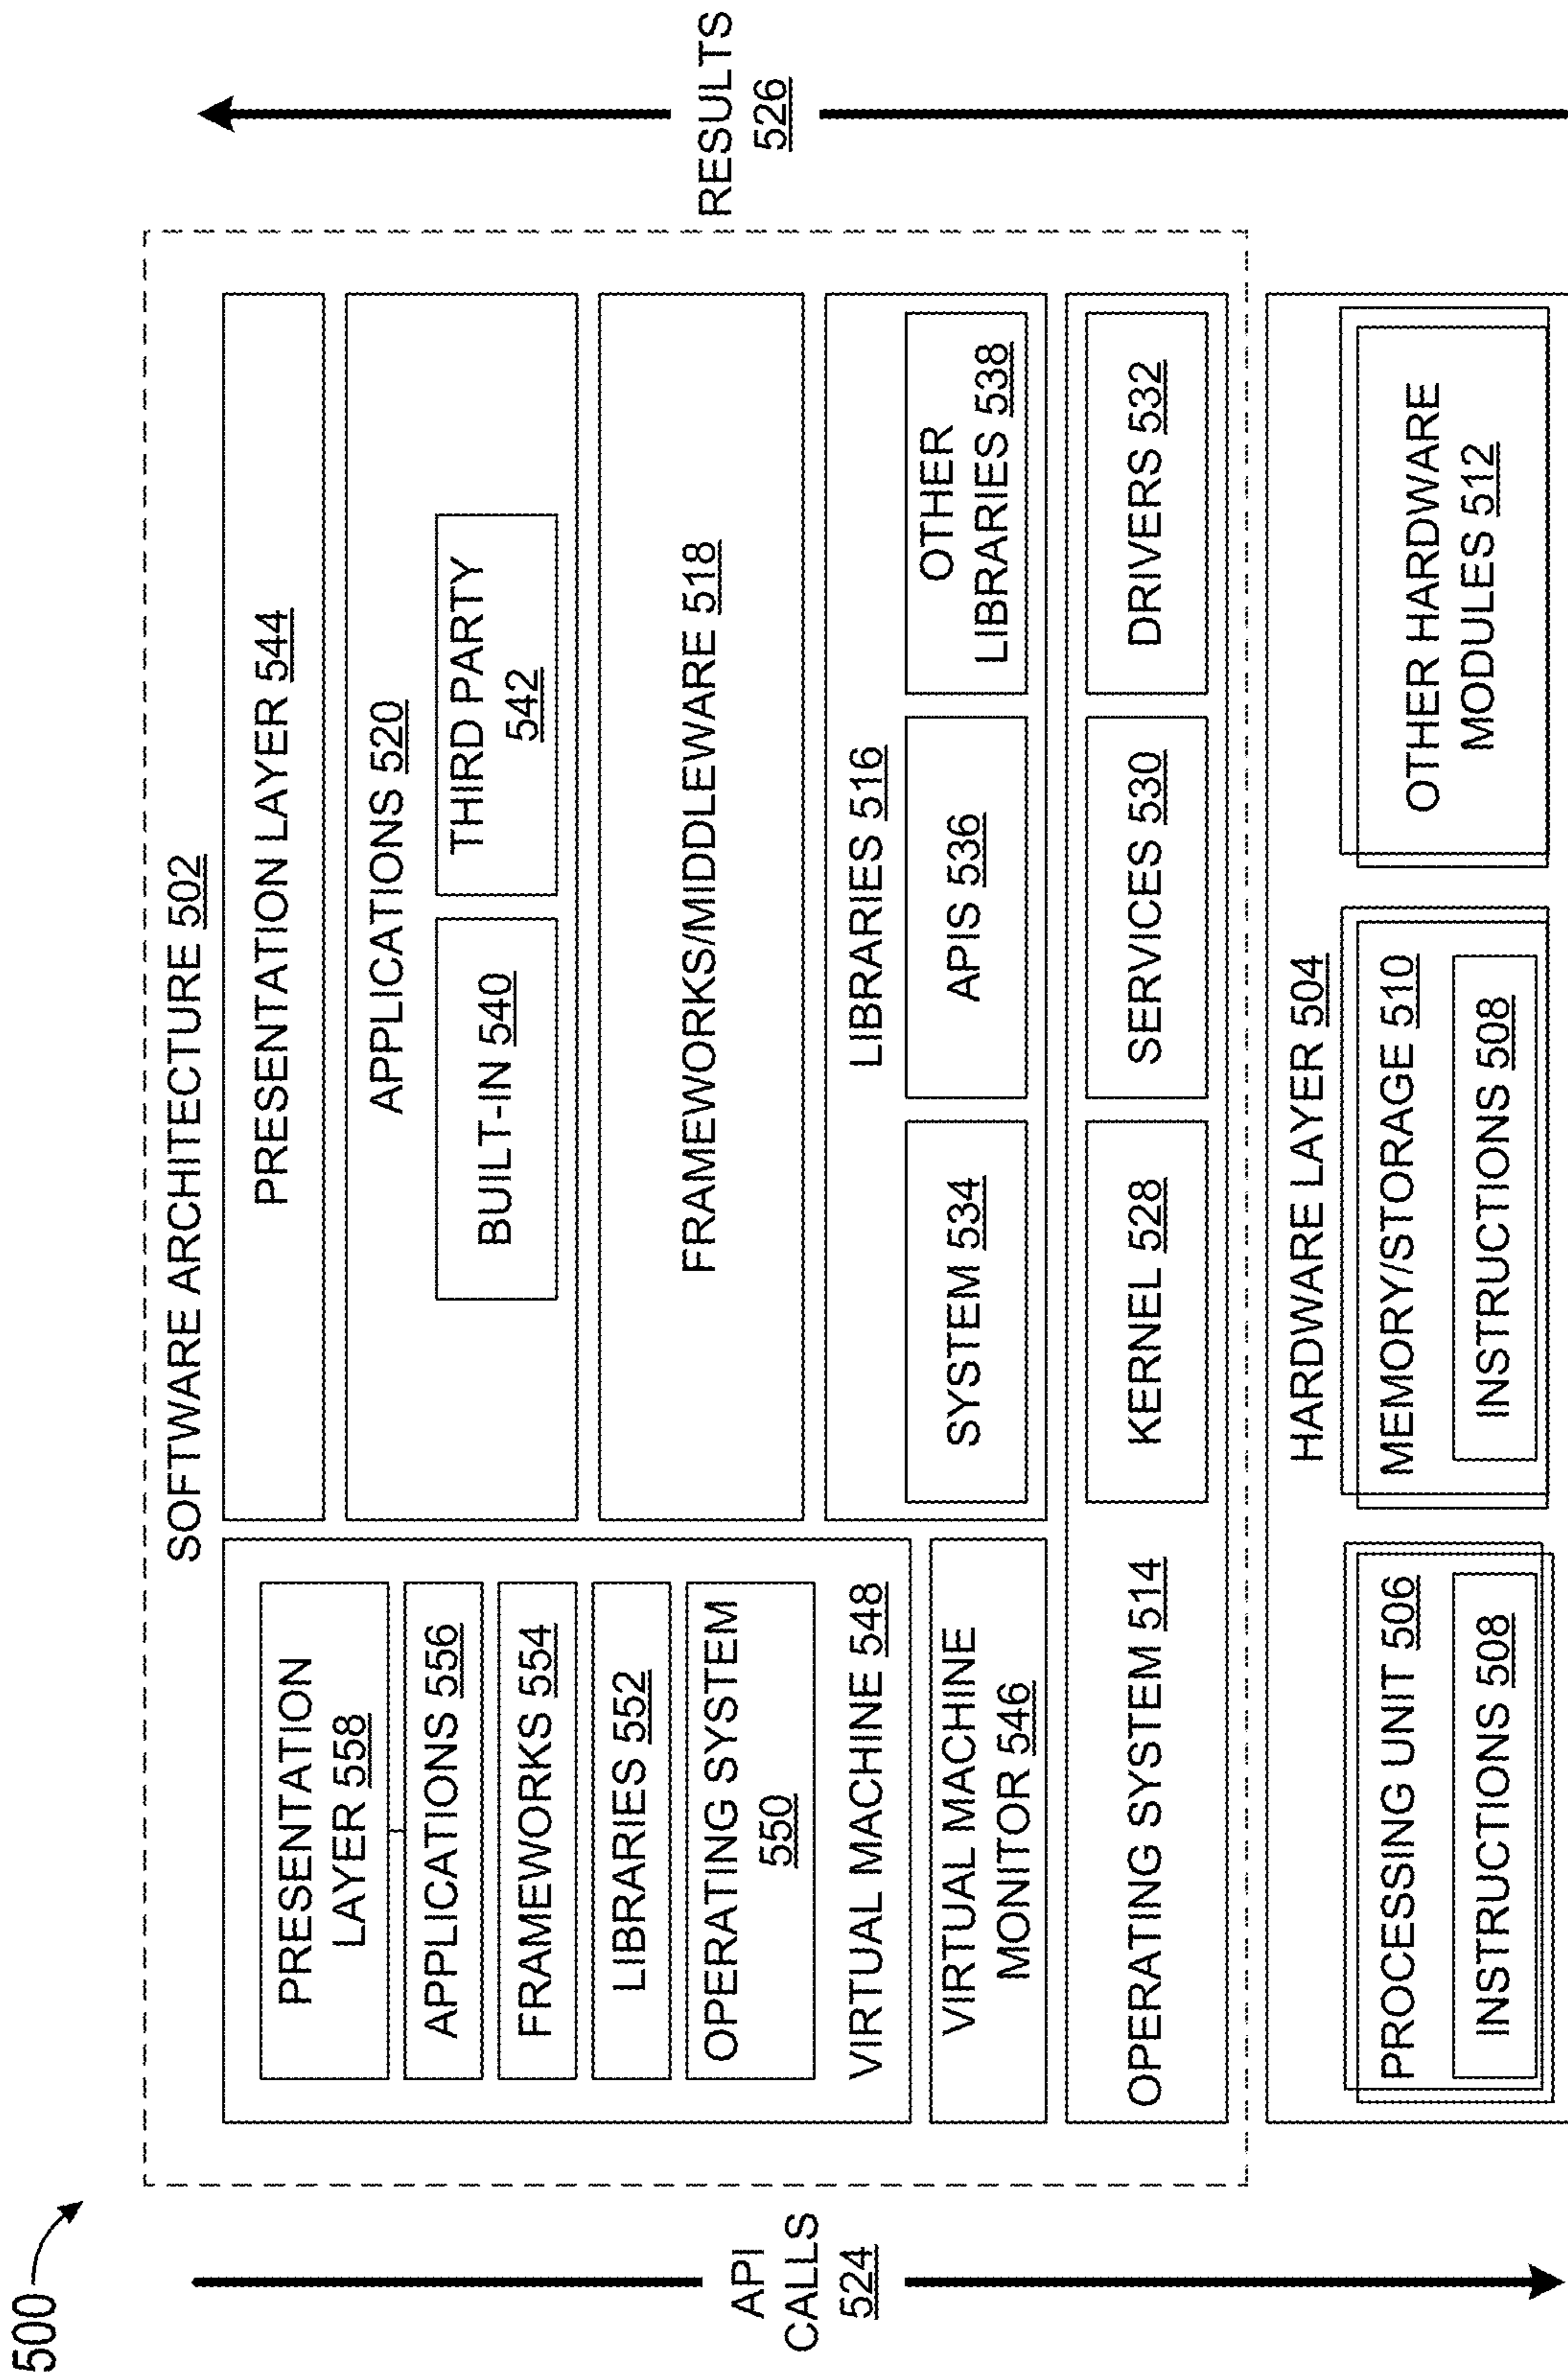 500
SOFTWARE ARCHITECTURE 502
PRESENTATION
LAYER 558
APPLICATIONS 556
FRAMEWORKS 554
LIBRARIES 552
OPERATING SYSTEM
550
VIRTUAL MACHINE 548
VIRTUAL MACHINE
MONITOR 546
PRESENTATION LAYER 544
APPLICATIONS 520
BUILT-IN 540
THIRD PARTY
542
FRAMEWORKS/MIDDLEWARE 518
LIBRARIES 516
SYSTEM 534
APIS 536
OTHER
LIBRARIES 538
OPERATING SYSTEM 514
KERNEL 528
SERVICES 530
DRIVERS 532
HARDWARE LAYER 504
PROCESSING UNIT 506
INSTRUCTIONS 508
MEMORY/STORAGE 510
INSTRUCTIONS 508
OTHER HARDWARE
MODULES 512
API
CALLS
524
RESULTS
526